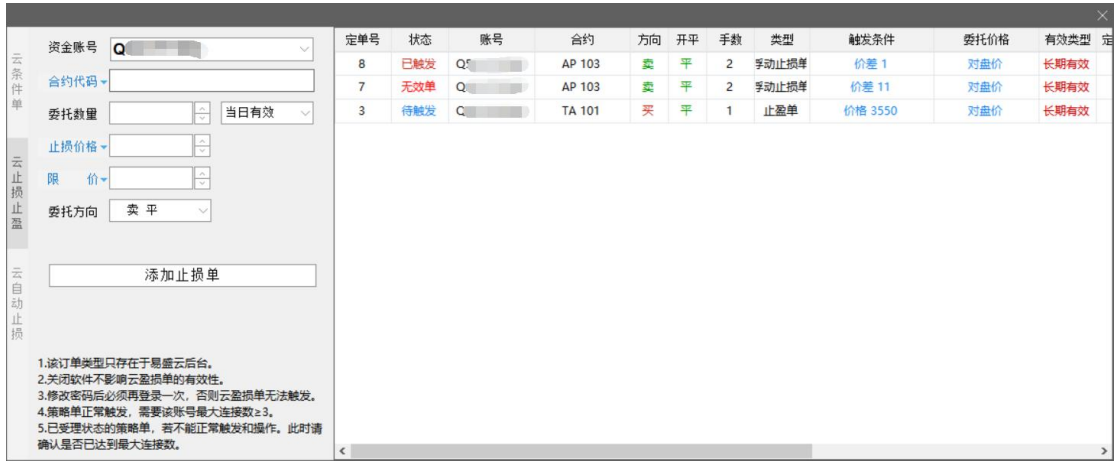 云条件单
云止损止盈
云自动止损
资金账号 Q
合约代码
委托数量 当日有效
止损价格
限 价
委托方向 卖 平
添加止损单
1.该订单类型只存在于易盛云后台。
2.关闭软件不影响云盈损单的有效性。
3.修改密码后必须再登录一次，否则云盈损单无法触发。
4.策略单正常触发，需要该账号最大连接数≥3。
5.已受理状态的策略单，若不能正常触发和操作。此时请
确认是否已达到最大连接数。
定单号 状态 账号 合约 方向 开平 手数 类型 触发条件 委托价格 有效类型 定
8 已触发 Q AP 103 卖 平 2 浮动止损单 价差 1 对盘价 长期有效
7 无效单 Q AP 103 卖 平 2 浮动止损单 价差 11 对盘价 长期有效
3 待触发 Q TA 101 买 平 1 止盈单 价格 3550 对盘价 长期有效